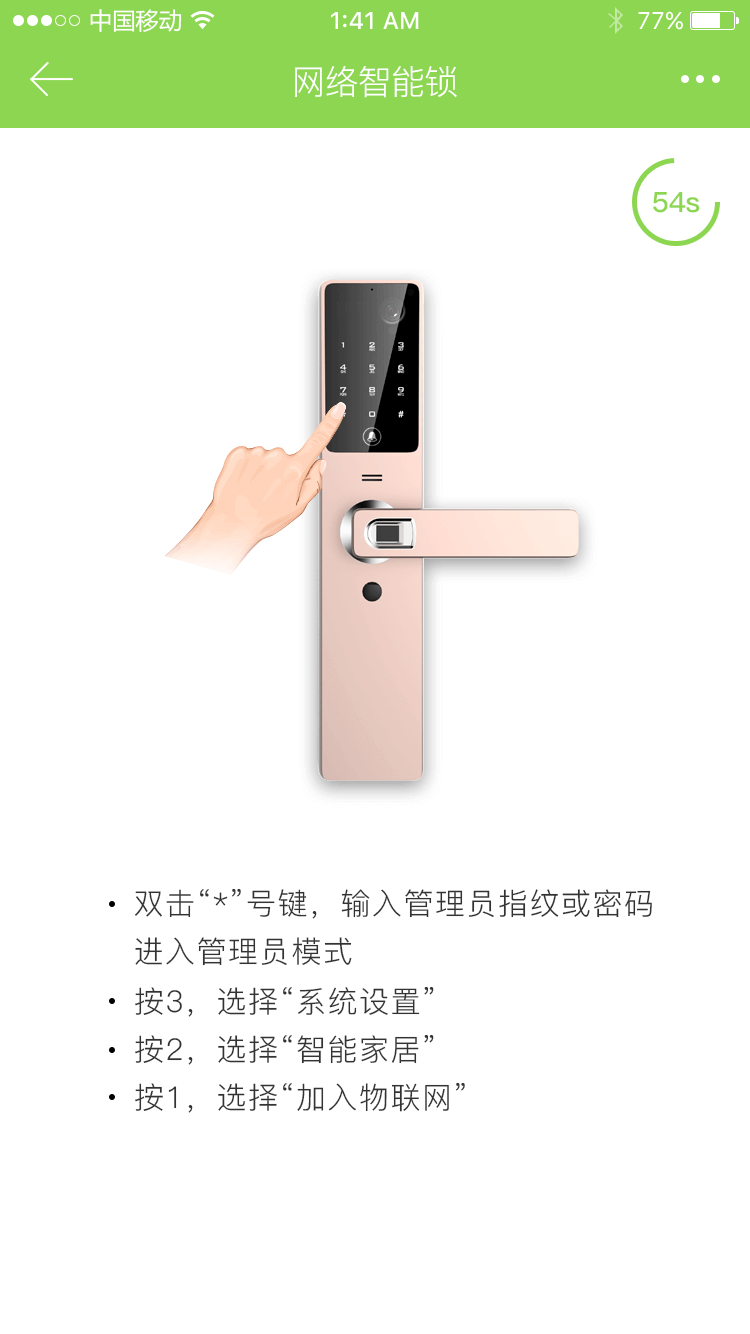 中国移动 1:41 AM 77%
网络智能锁
54s
1 2 3
4 5 6
7 8 9
0 #
• 双击“*”号键，输入管理员指纹或密码
进入管理员模式
• 按3，选择“系统设置”
• 按2，选择“智能家居”
• 按1，选择“加入物联网”